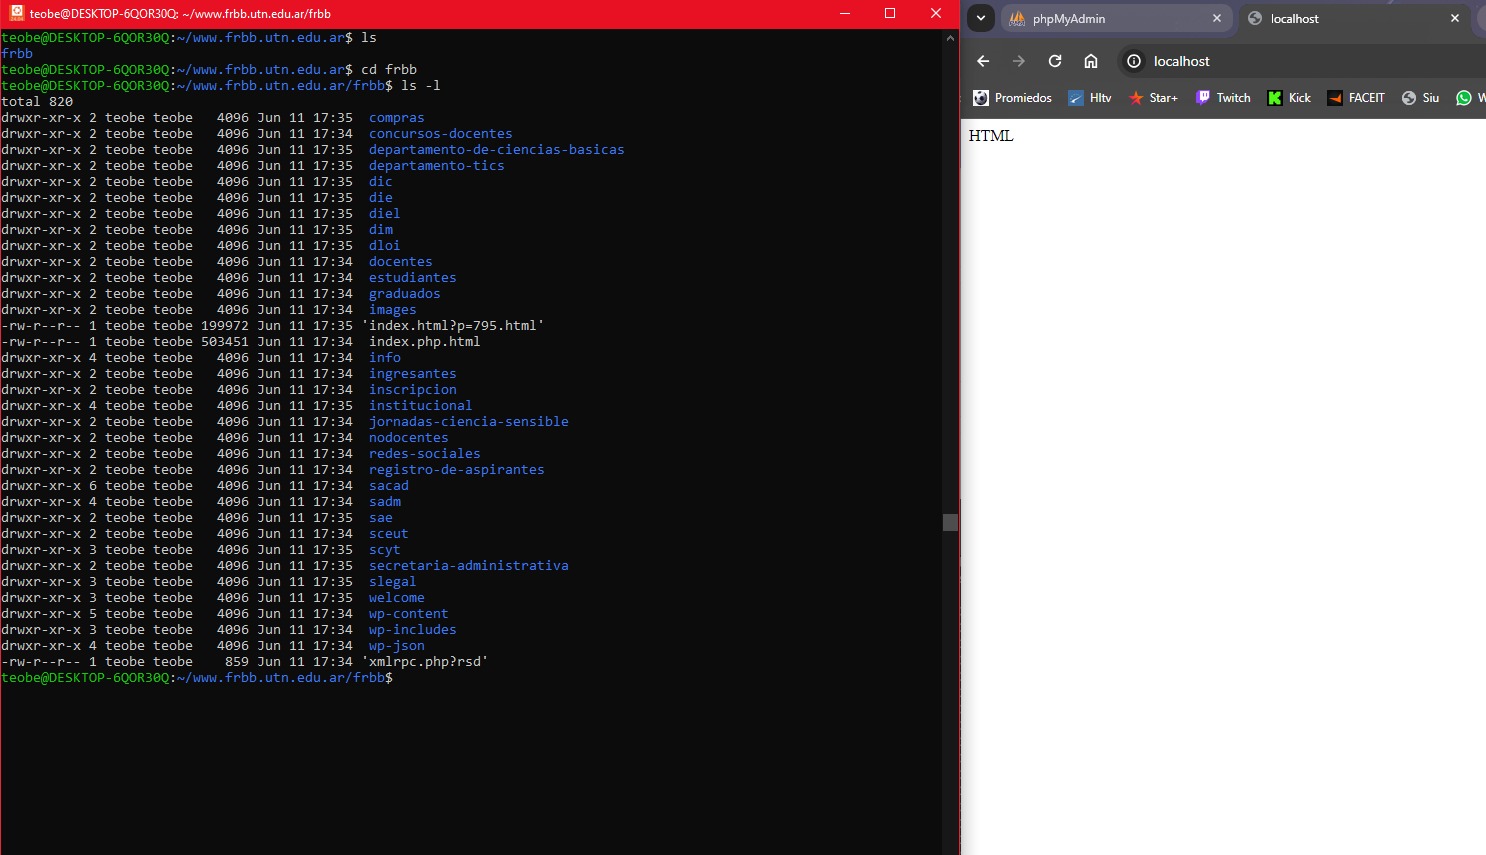 teobe@DESKTOP-6QOR30Q: ~/www.frbb.utn.edu.ar/frbb
teobe@DESKTOP-6QOR30Q:~/www.frbb.utn.edu.ar$ ls
frbb
teobe@DESKTOP-6QOR30Q:~/www.frbb.utn.edu.ar$ cd frbb
teobe@DESKTOP-6QOR30Q:~/www.frbb.utn.edu.ar/frbb$ ls -l
total 820
drwxr-xr-x 2 teobe teobe   4096 Jun 11 17:35  compras
drwxr-xr-x 2 teobe teobe   4096 Jun 11 17:34  concursos-docentes
drwxr-xr-x 2 teobe teobe   4096 Jun 11 17:35  departamento-de-ciencias-basicas
drwxr-xr-x 2 teobe teobe   4096 Jun 11 17:35  departamento-tics
drwxr-xr-x 2 teobe teobe   4096 Jun 11 17:35  dic
drwxr-xr-x 2 teobe teobe   4096 Jun 11 17:35  die
drwxr-xr-x 2 teobe teobe   4096 Jun 11 17:35  diel
drwxr-xr-x 2 teobe teobe   4096 Jun 11 17:35  dim
drwxr-xr-x 2 teobe teobe   4096 Jun 11 17:35  dloi
drwxr-xr-x 2 teobe teobe   4096 Jun 11 17:34  docentes
drwxr-xr-x 2 teobe teobe   4096 Jun 11 17:34  estudiantes
drwxr-xr-x 2 teobe teobe   4096 Jun 11 17:34  graduados
drwxr-xr-x 2 teobe teobe   4096 Jun 11 17:34  images
-rw-r--r-- 1 teobe teobe 199972 Jun 11 17:35 'index.html?p=795.html'
-rw-r--r-- 1 teobe teobe 503451 Jun 11 17:34  index.php.html
drwxr-xr-x 4 teobe teobe   4096 Jun 11 17:34  info
drwxr-xr-x 2 teobe teobe   4096 Jun 11 17:34  ingresantes
drwxr-xr-x 2 teobe teobe   4096 Jun 11 17:34  inscripcion
drwxr-xr-x 4 teobe teobe   4096 Jun 11 17:35  institucional
drwxr-xr-x 2 teobe teobe   4096 Jun 11 17:34  jornadas-ciencia-sensible
drwxr-xr-x 2 teobe teobe   4096 Jun 11 17:34  nodocentes
drwxr-xr-x 2 teobe teobe   4096 Jun 11 17:34  redes-sociales
drwxr-xr-x 2 teobe teobe   4096 Jun 11 17:34  registro-de-aspirantes
drwxr-xr-x 6 teobe teobe   4096 Jun 11 17:35  sacad
drwxr-xr-x 4 teobe teobe   4096 Jun 11 17:34  sadm
drwxr-xr-x 2 teobe teobe   4096 Jun 11 17:35  sae
drwxr-xr-x 2 teobe teobe   4096 Jun 11 17:34  sceut
drwxr-xr-x 3 teobe teobe   4096 Jun 11 17:35  scyt
drwxr-xr-x 2 teobe teobe   4096 Jun 11 17:35  secretaria-administrativa
drwxr-xr-x 3 teobe teobe   4096 Jun 11 17:35  slegal
drwxr-xr-x 3 teobe teobe   4096 Jun 11 17:35  welcome
drwxr-xr-x 5 teobe teobe   4096 Jun 11 17:34  wp-content
drwxr-xr-x 3 teobe teobe   4096 Jun 11 17:34  wp-includes
drwxr-xr-x 4 teobe teobe   4096 Jun 11 17:34  wp-json
-rw-r--r-- 1 teobe teobe    859 Jun 11 17:34 'xmlrpc.php?rsd'
teobe@DESKTOP-6QOR30Q:~/www.frbb.utn.edu.ar/frbb$
phpMyAdmin localhost
localhost
Promiedos Hltv Star+ Twitch Kick FACEIT Siu W
HTML